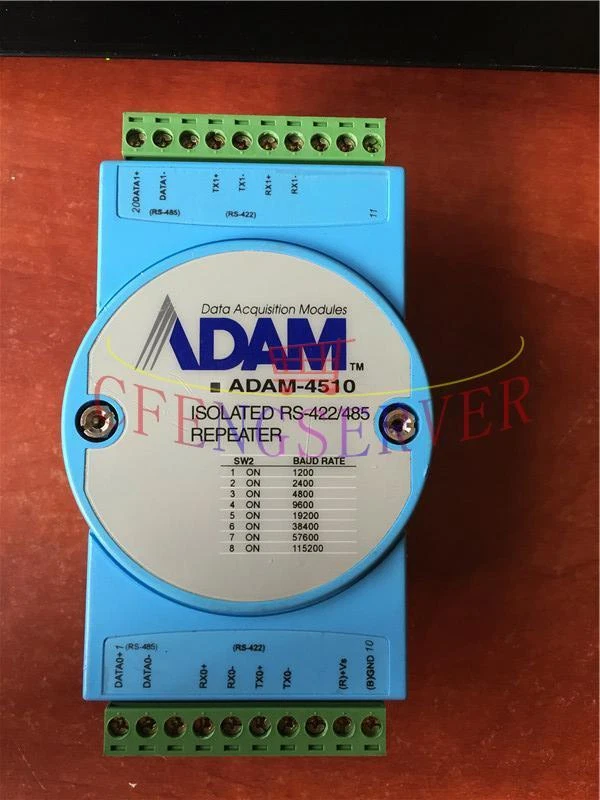 20 DATA1+ DATA1- TX1+ TX1- RX1+ RX1- 11
(RS-485) (RS-422)
Data Acquisition Modules
ADAM™
■ ADAM-4510
CFENGSERVER
ISOLATED RS-422/485
REPEATER
SW2 BAUD RATE
1 ON 1200
2 ON 2400
3 ON 4800
4 ON 9600
5 ON 19200
6 ON 38400
7 ON 57600
8 ON 115200
1 (RS-485) (RS-422) 10
DATA0+ DATA0- RX0+ RX0- TX0+ TX0- (R)+Vs (B)GND